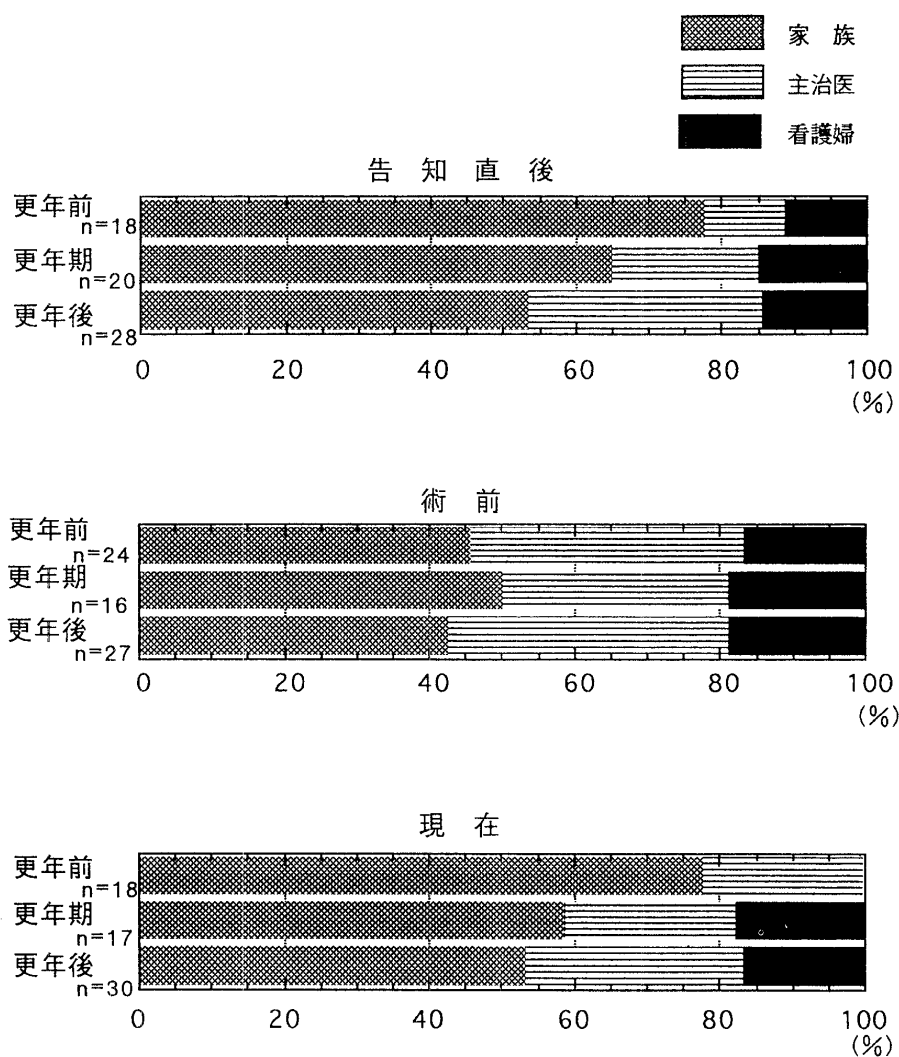 家 族
主治医
看護婦
告 知 直 後
更年前
n=18
更年期
n=20
更年後
n=28
0 20 40 60 80 100
(%)
術 前
更年前
n=24
更年期
n=16
更年後
n=27
0 20 40 60 80 100
(%)
現 在
更年前
n=18
更年期
n=17
更年後
n=30
0 20 40 60 80 100
(%)